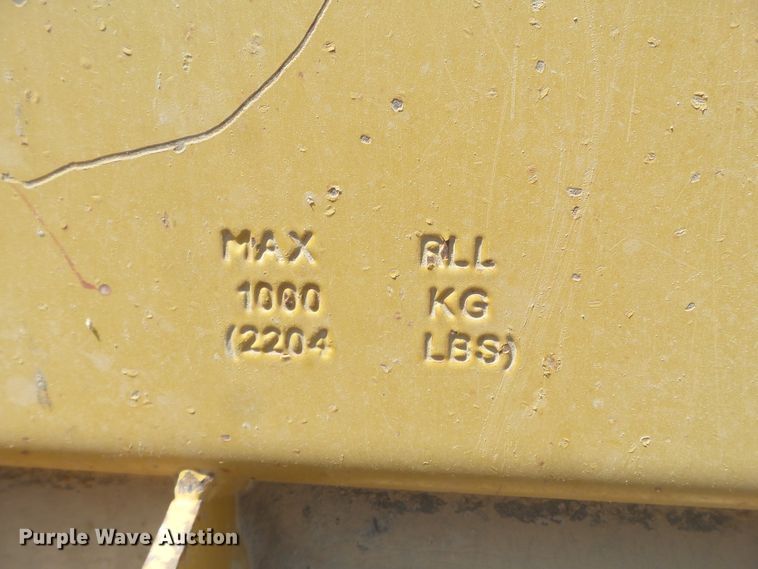 MAX RLL
1000 KG
(2204 LBS)
Purple Wave Auction